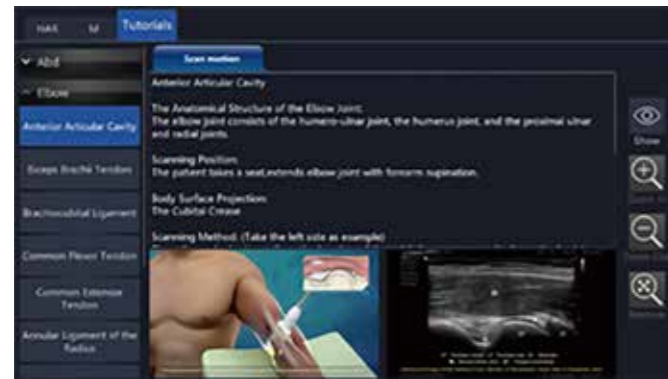 Tutorials
Abd
Scan motion
Elbow
Anterior Articular Cavity
Anterior Articular Cavity
The Anatomical Structure of the Elbow Joint:
The elbow joint consists of the humero-ulnar joint, the humerus joint, and the proximal ulnar
and radial joints.
Scanning Position:
The patient takes a seat,extends elbow joint with forearm supination.
Body Surface Projection:
The Cubital Crease
Scanning Method: (Take the left side as example)
Biceps Brachii Tendon
Brachiocubital Ligament
Common Flexor Tendon
Common Extensor
Tendon
Annular Ligament of the
Radius
Show